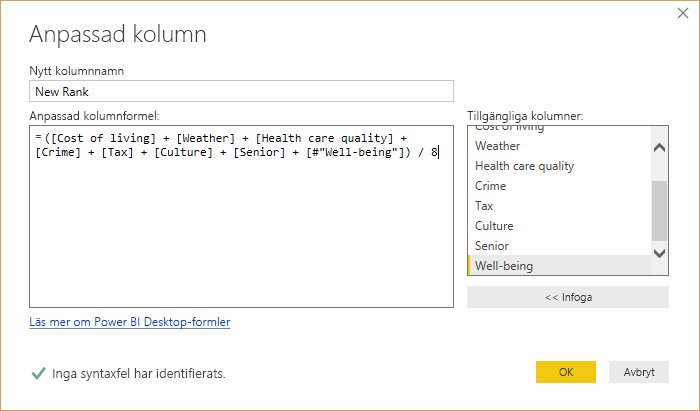 Anpassad kolumn
Nytt kolumnnamn
New Rank
Anpassad kolumnformel:
= ([Cost of living] + [Weather] + [Health care quality] +
[Crime] + [Tax] + [Culture] + [Senior] + [#"Well-being"]) / 8
Tillgängliga kolumner:
Cost of living
Weather
Health care quality
Crime
Tax
Culture
Senior
Well-being
<< Infoga
Läs mer om Power BI Desktop-formler
Inga syntaxfel har identifierats.
OK
Avbryt